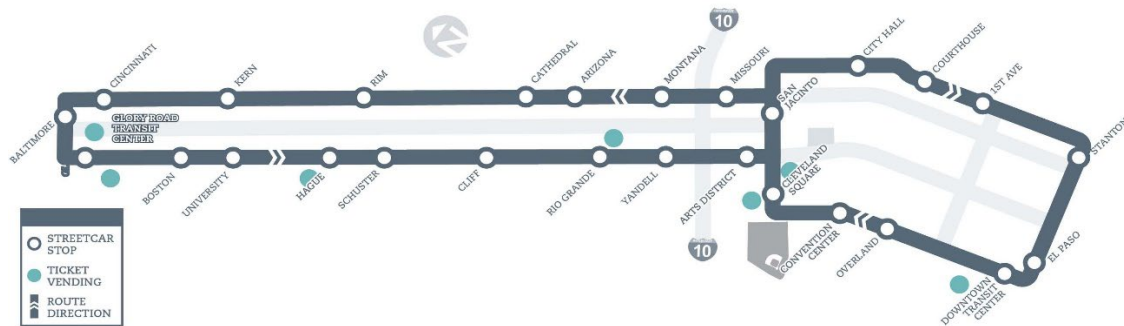 10
CINCINNATI
KERN
RIM
CATHEDRAL
ARIZONA
MONTANA
MISSOURI
CITY HALL
COURTHOUSE
1ST AVE
SAN
JACINTO
BALTIMORE
GLORY ROAD
TRANSIT
CENTER
STANTON
BOSTON
UNIVERSITY
HAGUE
SCHUSTER
CLIFF
RIO GRANDE
YANDELL
ARTS DISTRICT
CLEVELAND
SQUARE
CONVENTION
CENTER
OVERLAND
EL PASO
DOWNTOWN
TRANSIT
CENTER
10
STREETCAR
STOP
TICKET
VENDING
ROUTE
DIRECTION